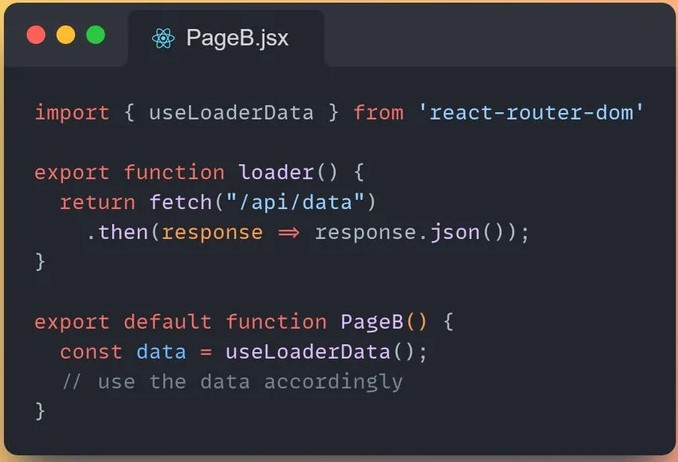 PageB.jsx
import { useLoaderData } from 'react-router-dom'
export function loader() {
  return fetch("/api/data")
    .then(response => response.json());
}
export default function PageB() {
  const data = useLoaderData();
  // use the data accordingly
}